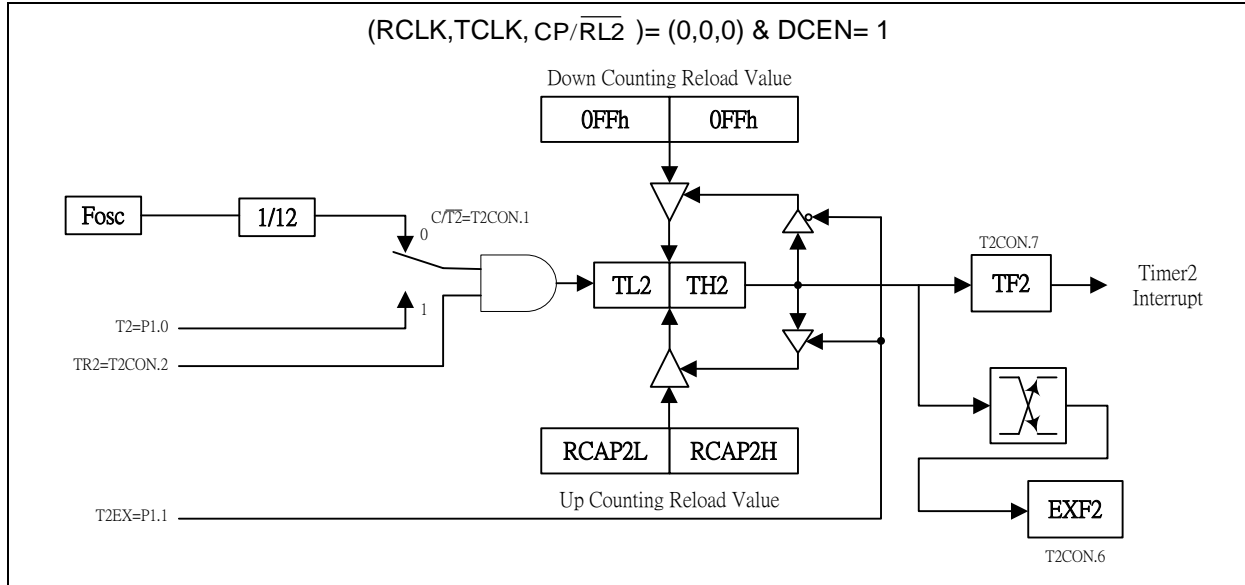 (RCLK,TCLK, CP/R̅L̅2̅ )= (0,0,0) & DCEN= 1
Down Counting Reload Value
0FFh 0FFh
Fosc
1/12
C/T̅2̅=T2CON.1
0
1
T2=P1.0
TR2=T2CON.2
TL2 TH2
T2CON.7
TF2
Timer2
Interrupt
RCAP2L RCAP2H
Up Counting Reload Value
T2EX=P1.1
EXF2
T2CON.6